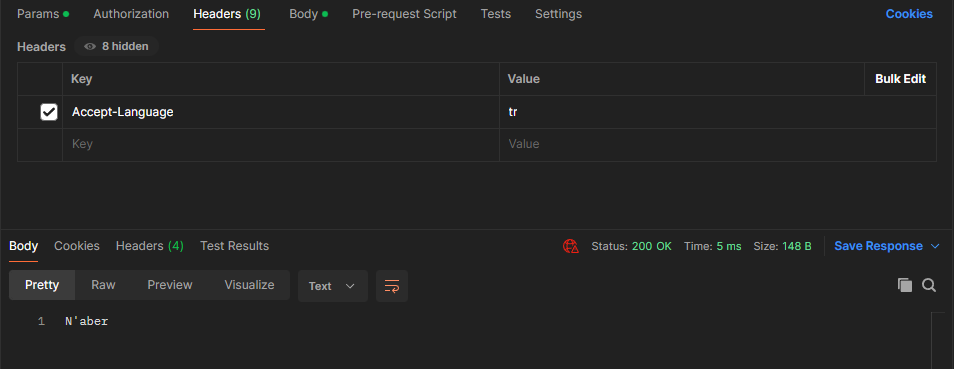 Params Authorization Headers (9) Body Pre-request Script Tests Settings Cookies
Headers 8 hidden
Key Value Bulk Edit
Accept-Language tr
Key Value
Body Cookies Headers (4) Test Results Status: 200 OK Time: 5 ms Size: 148 B Save Response
Pretty Raw Preview Visualize Text
1 N'aber